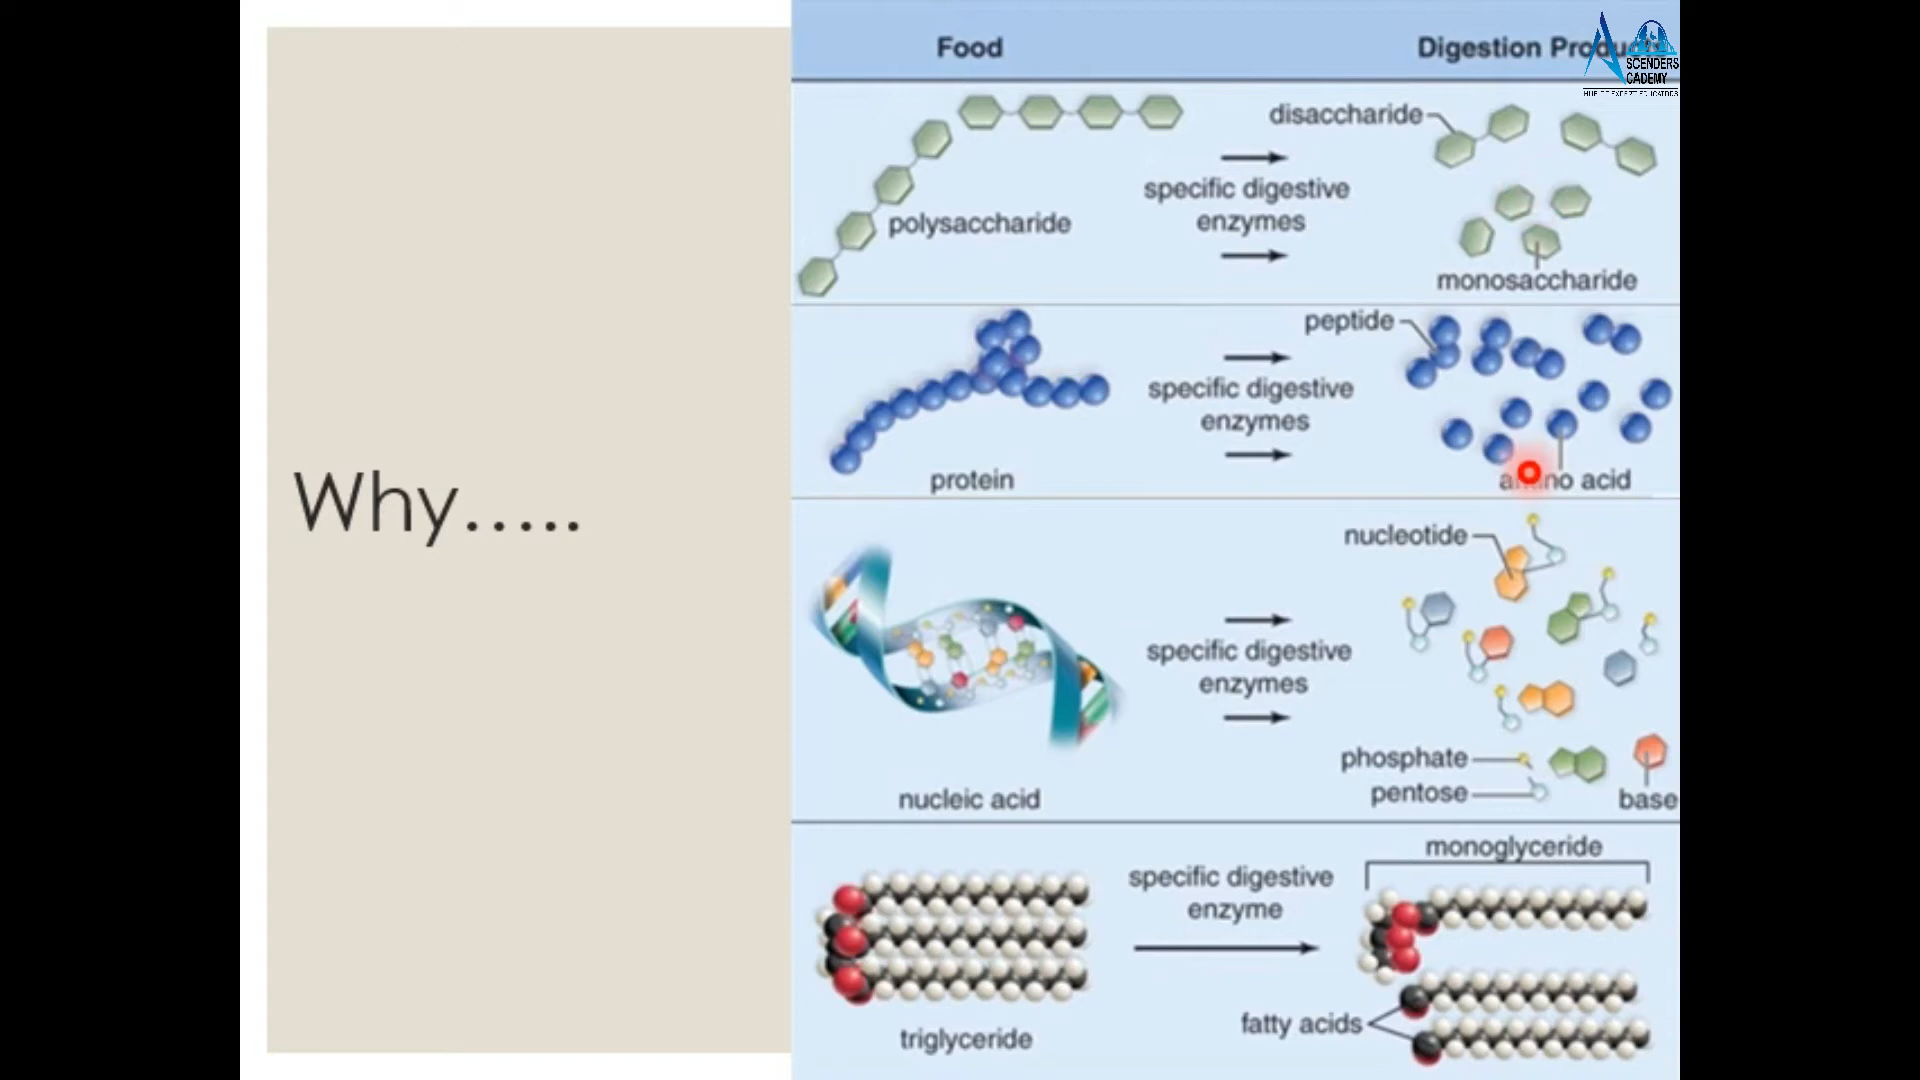 Why.....
Food
Digestion Products
SCENDERS
CADEMY
disaccharide
specific digestive
enzymes
polysaccharide
monosaccharide
peptide
specific digestive
enzymes
protein
amino acid
nucleotide
specific digestive
enzymes
phosphate
pentose
base
nucleic acid
monoglyceride
specific digestive
enzyme
fatty acids
triglyceride